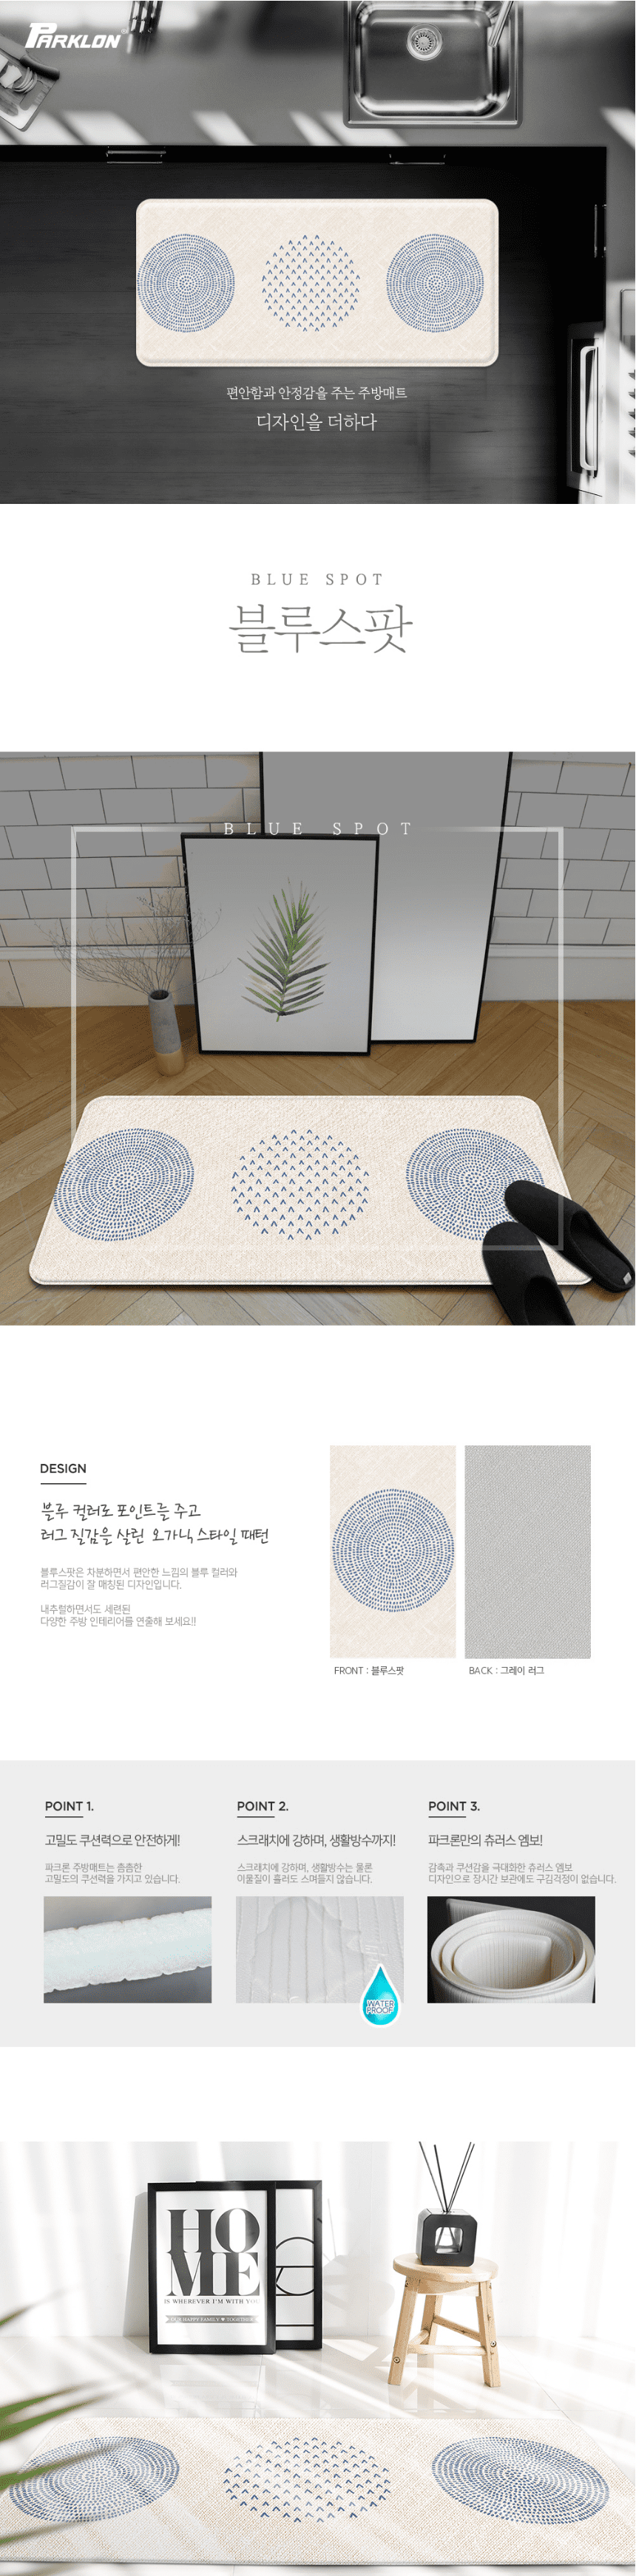 PARKLON
편안함과 안정감을 주는 주방매트
디자인을 더하다
BLUE SPOT
블루스팟
BLUE SPOT
DESIGN
블루 컬러로 포인트를 주고
러그 질감을 살린 오가닉 스타일 패턴
블루스팟은 차분하면서 편안한 느낌의 블루 컬러와
러그질감이 잘 매칭된 디자인입니다.
내추럴하면서도 세련된
다양한 주방 인테리어를 연출해 보세요!!
FRONT : 블루스팟
BACK : 그레이 러그
POINT 1.
고밀도 쿠션력으로 안전하게!
파크론 주방매트는 촘촘한
고밀도의 쿠션력을 가지고 있습니다.
POINT 2.
스크래치에 강하며, 생활방수까지!
스크래치에 강하며, 생활방수는 물론
이물질이 흘러도 스며들지 않습니다.
WATER
PROOF
POINT 3.
파크론만의 츄러스 엠보!
감촉과 쿠션감을 극대화한 츄러스 엠보
디자인으로 장시간 보관에도 구김걱정이 없습니다.
HO
ME
IS WHEREVER I'M WITH YOU
OUR HAPPY FAMILY ♥ TOGETHER